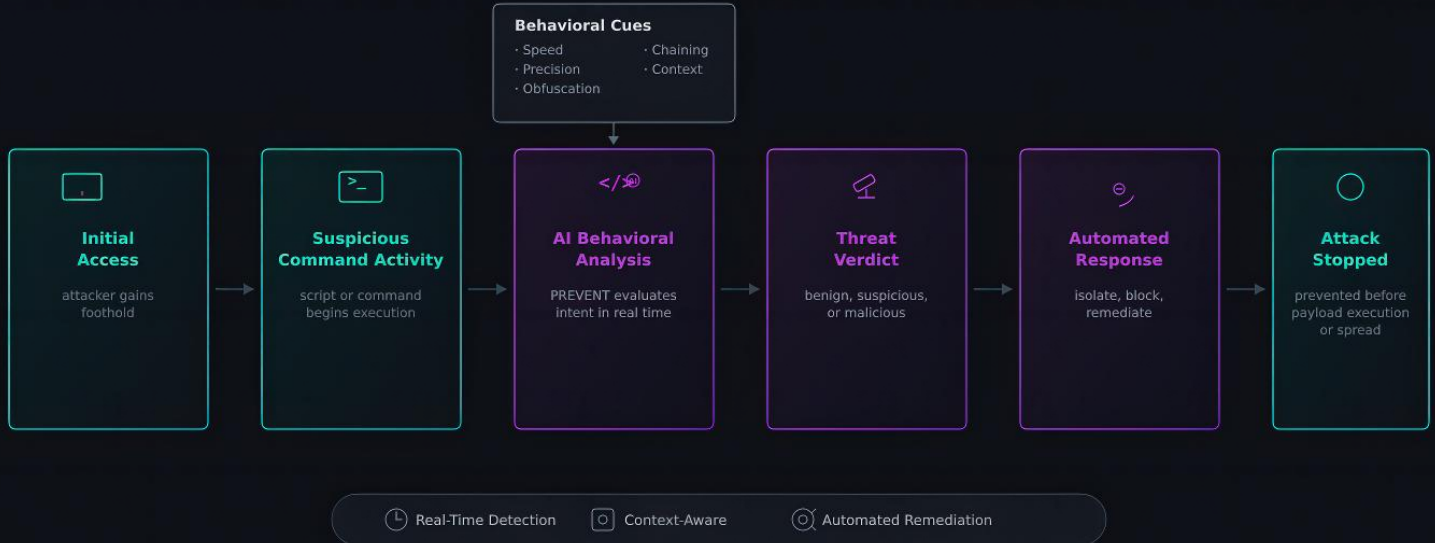 Behavioral Cues
· Speed
· Precision
· Obfuscation
· Chaining
· Context
>_
</>
Initial
Access
attacker gains
foothold
Suspicious
Command Activity
script or command
begins execution
AI Behavioral
Analysis
PREVENT evaluates
intent in real time
Threat
Verdict
benign, suspicious,
or malicious
Automated
Response
isolate, block,
remediate
Attack
Stopped
prevented before
payload execution
or spread
Real-Time Detection
Context-Aware
Automated Remediation